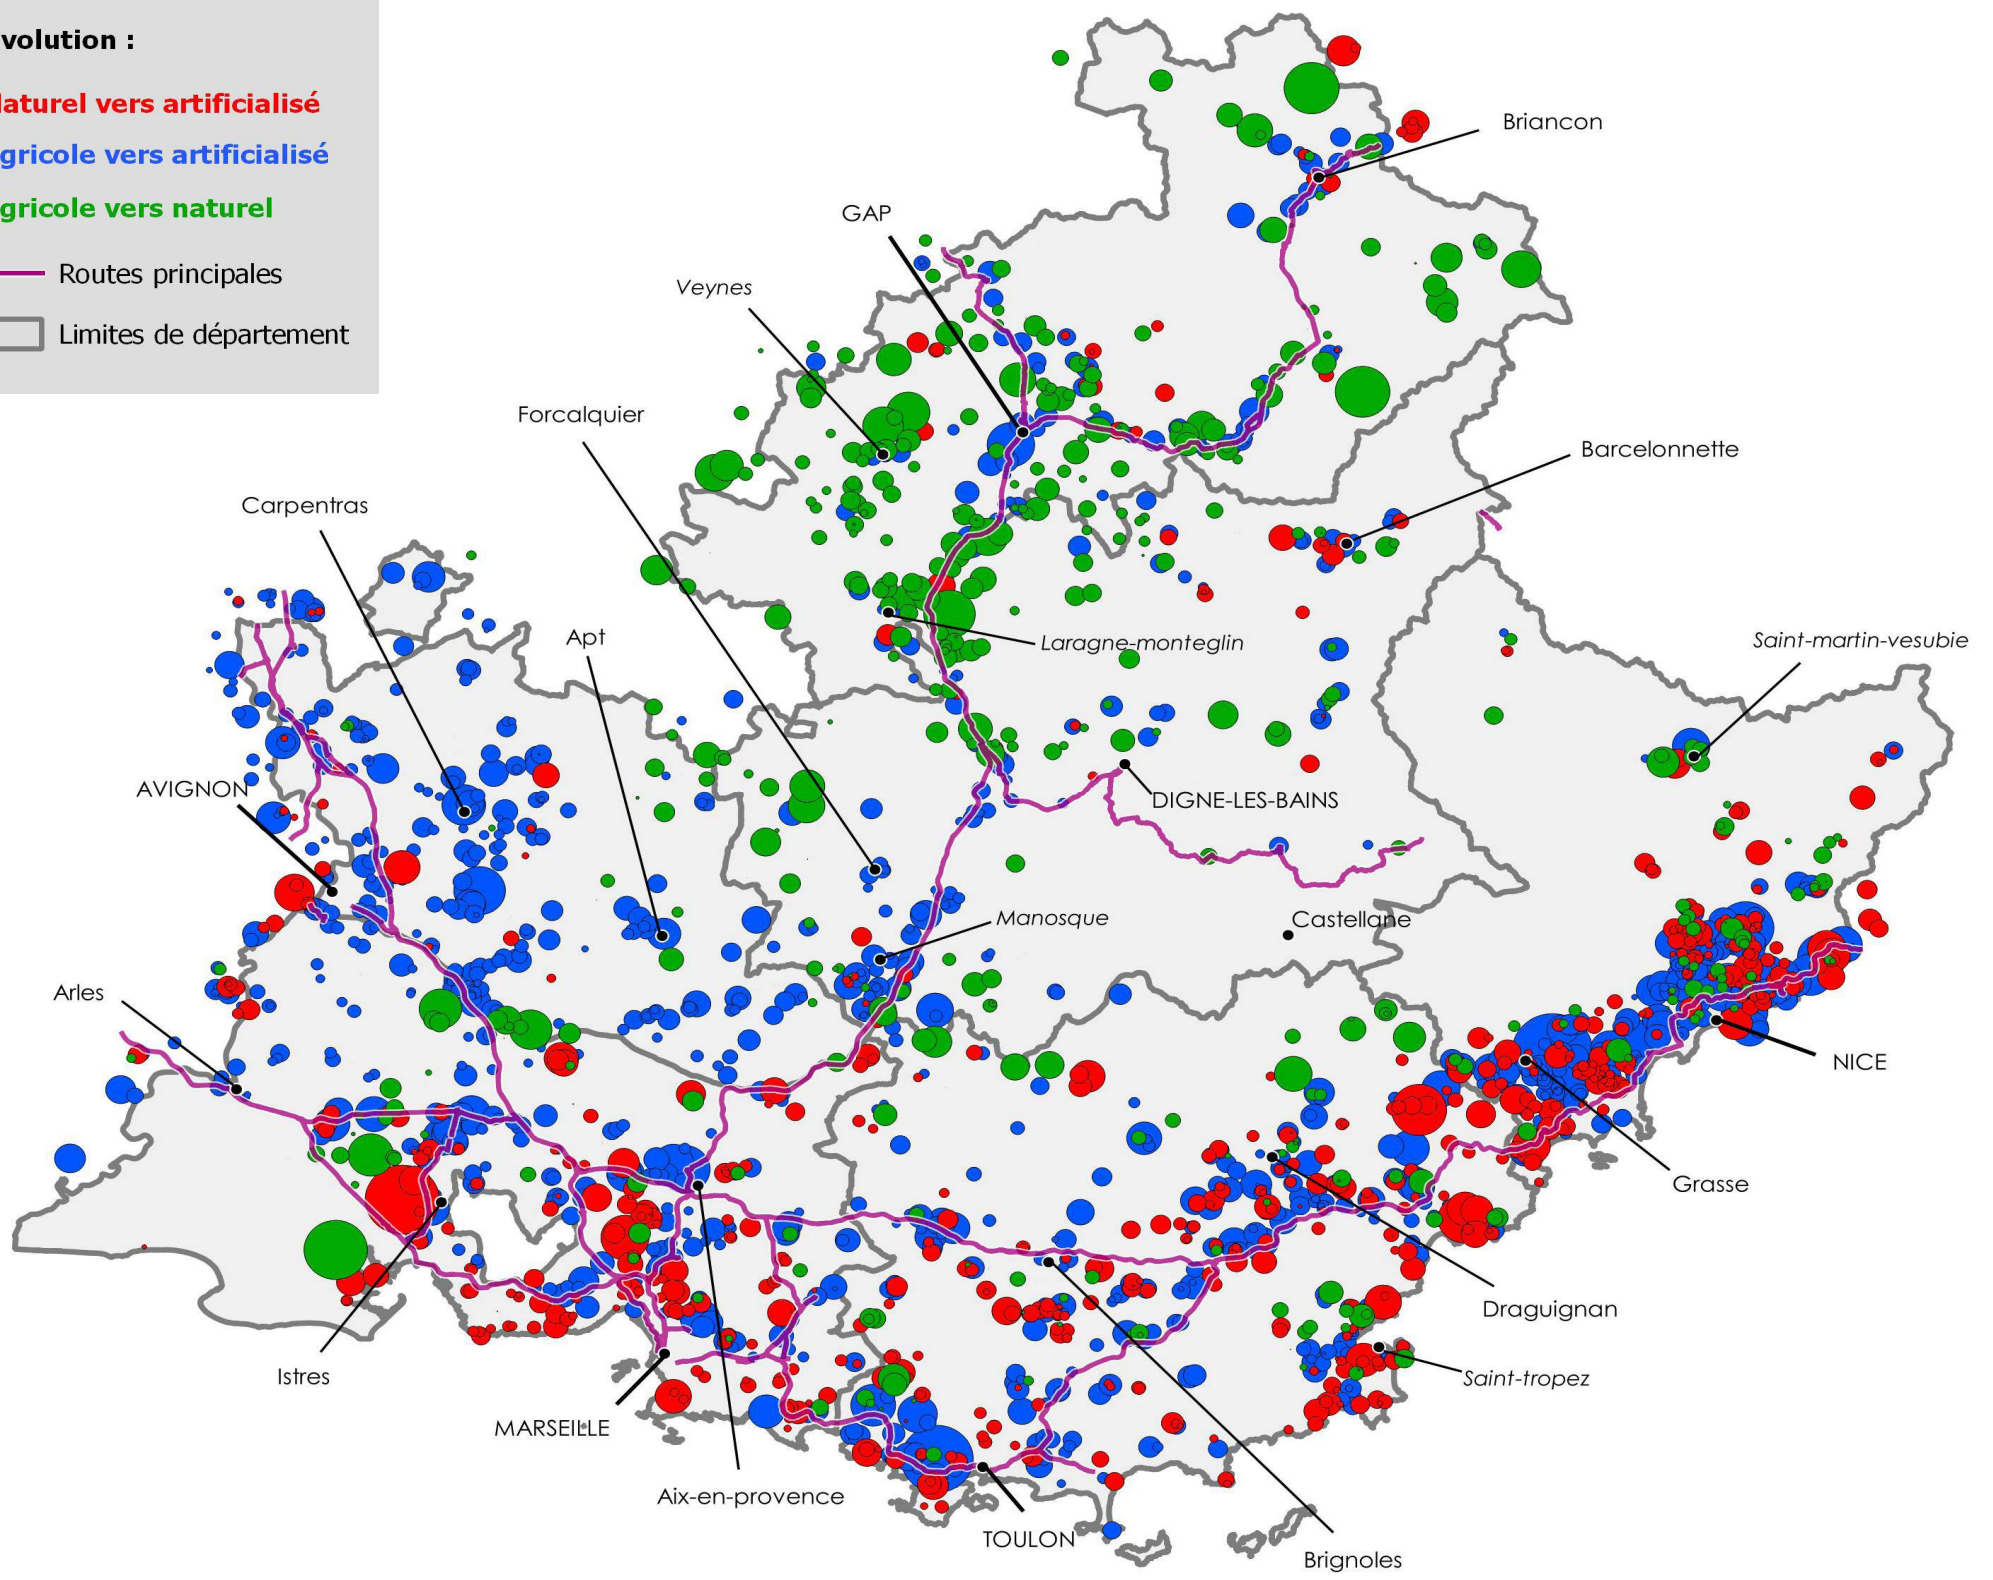 volution :
laturel vers artificialisé
gricole vers artificialisé
gricole vers naturel
Routes principales
Limites de département
Briancon
GAP
Veynes
Forcalquier
Barcelonnette
Carpentras
Apt
Laragne-monteglin
Saint-martin-vesubie
AVIGNON
DIGNE-LES-BAINS
Manosque
Castellane
Arles
NICE
Grasse
Draguignan
Istres
Saint-tropez
MARSEILLE
Aix-en-provence
TOULON
Brignoles